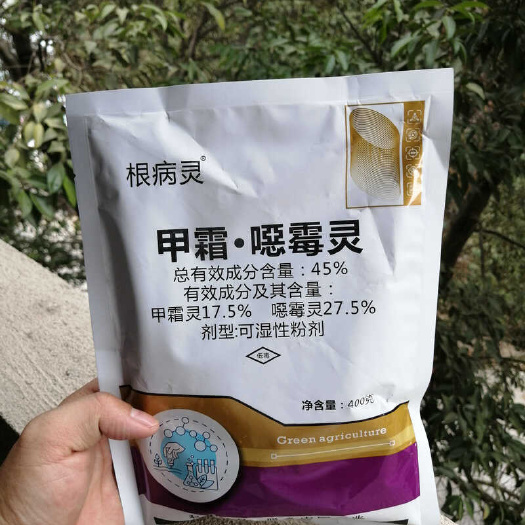 根病灵®
甲霜·噁霉灵
总有效成分含量：45%
有效成分及其含量：
甲霜灵17.5% 噁霉灵27.5%
剂型:可湿性粉剂
低毒
净含量：400克
Green agriculture